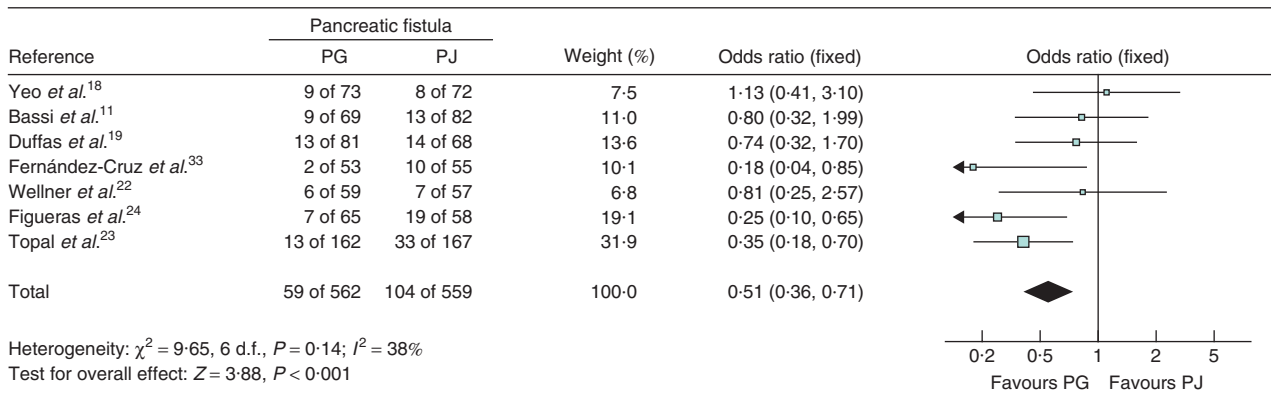 Pancreatic fistula
Reference PG PJ Weight (%) Odds ratio (fixed) Odds ratio (fixed)
Yeo et al.18 9 of 73 8 of 72 7·5 1·13 (0·41, 3·10)
Bassi et al.11 9 of 69 13 of 82 11·0 0·80 (0·32, 1·99)
Duffas et al.19 13 of 81 14 of 68 13·6 0·74 (0·32, 1·70)
Fernández-Cruz et al.33 2 of 53 10 of 55 10·1 0·18 (0·04, 0·85)
Wellner et al.22 6 of 59 7 of 57 6·8 0·81 (0·25, 2·57)
Figueras et al.24 7 of 65 19 of 58 19·1 0·25 (0·10, 0·65)
Topal et al.23 13 of 162 33 of 167 31·9 0·35 (0·18, 0·70)
Total 59 of 562 104 of 559 100·0 0·51 (0·36, 0·71)
Heterogeneity: χ² = 9·65, 6 d.f., P = 0·14; I² = 38%
Test for overall effect: Z = 3·88, P < 0·001
0·2 0·5 1 2 5
Favours PG Favours PJ